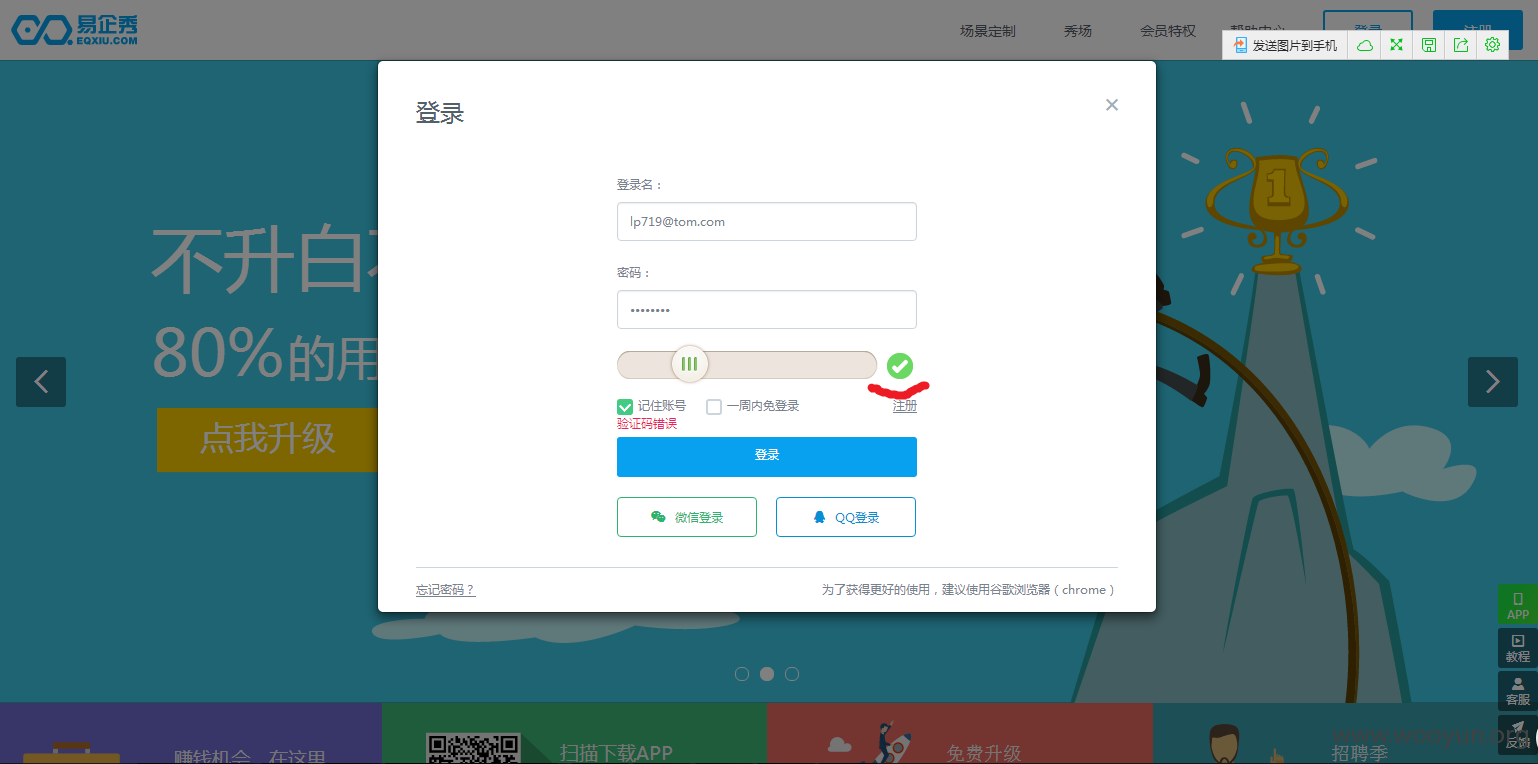 易企秀
EQXIU.COM
场景定制 秀场 会员特权 帮助中心 登录 注册
发送图片到手机
登录
×
登录名：
lp719@tom.com
密码：
••••••••
记住账号 一周内免登录 注册
验证码错误
登录
微信登录 QQ登录
忘记密码？ 为了获得更好的使用，建议使用谷歌浏览器（chrome）
不升白
80%的用
点我升级
1
APP
教程
客服
反馈
赚钱机会，在这里
扫描下载APP
免费升级
招聘季
www.wooyun.org